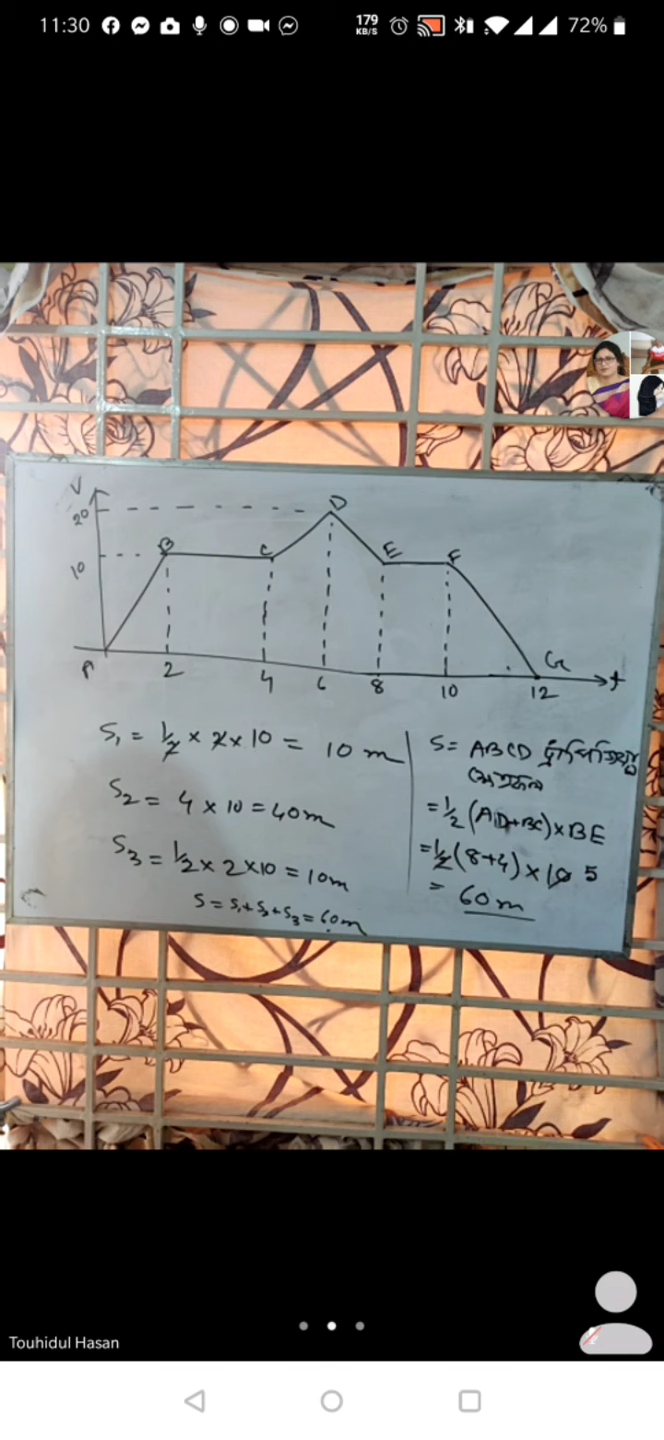 11:30
179
KB/S
72%
V
20
10
B
C
D
E
F
G
A
2
4
6
8
10
12
t
S₁ = ½ × 2 × 10 = 10 m
S₂ = 4 × 10 = 40m
S₃ = ½ × 2 × 10 = 10m
S = S₁ + S₂ + S₃ = 60m
S = ABCD
= ½ (AD+BC) × BE
= ½ (8+4) × 10 5
= 60 m
Touhidul Hasan